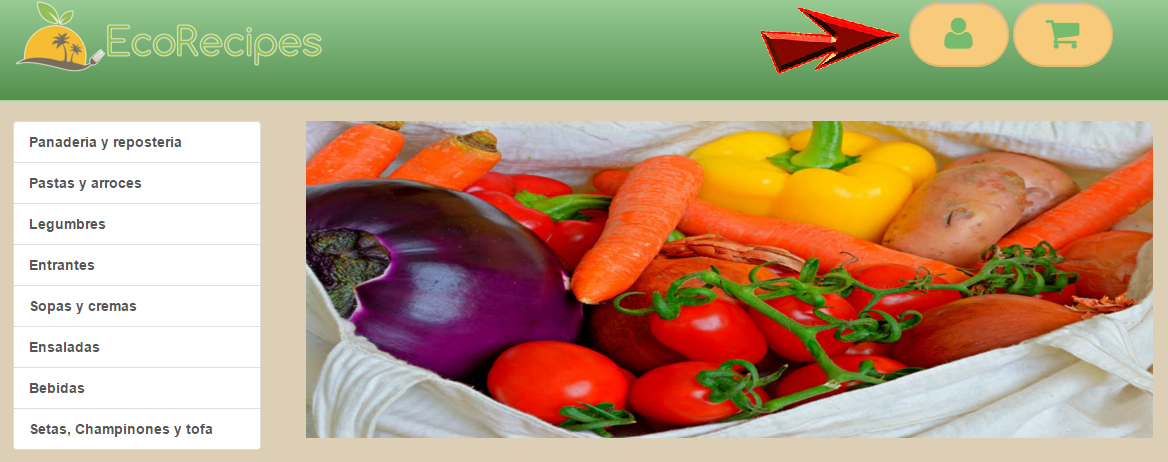 EcoRecipes
Panaderia y reposteria
Pastas y arroces
Legumbres
Entrantes
Sopas y cremas
Ensaladas
Bebidas
Setas, Champinones y tofa